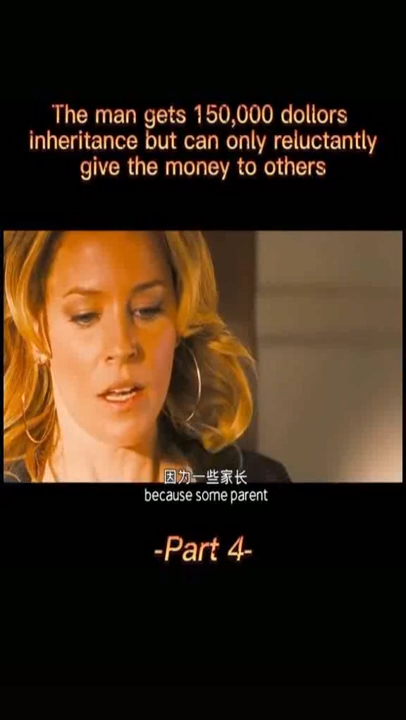 The man gets 150,000 dollors
inheritance but can only reluctantly
give the money to others
因为一些家长
because some parent
-Part 4-